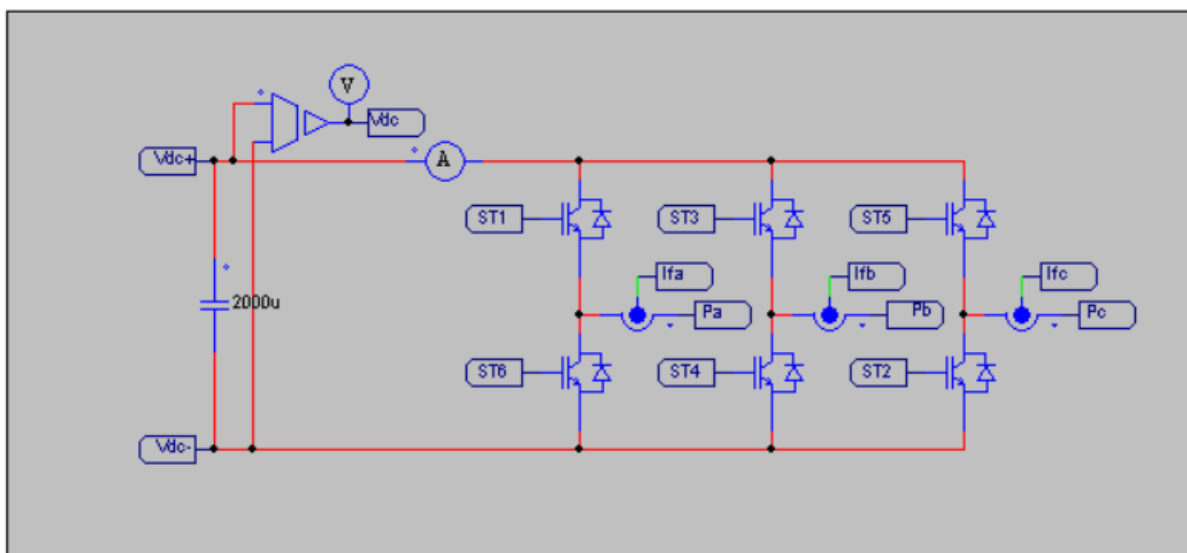 V
Vdc
Vdc+
A
ST1
ST3
ST5
Ifa
Ifb
Ifc
2000u
Pa
Pb
Pc
ST6
ST4
ST2
Vdc-